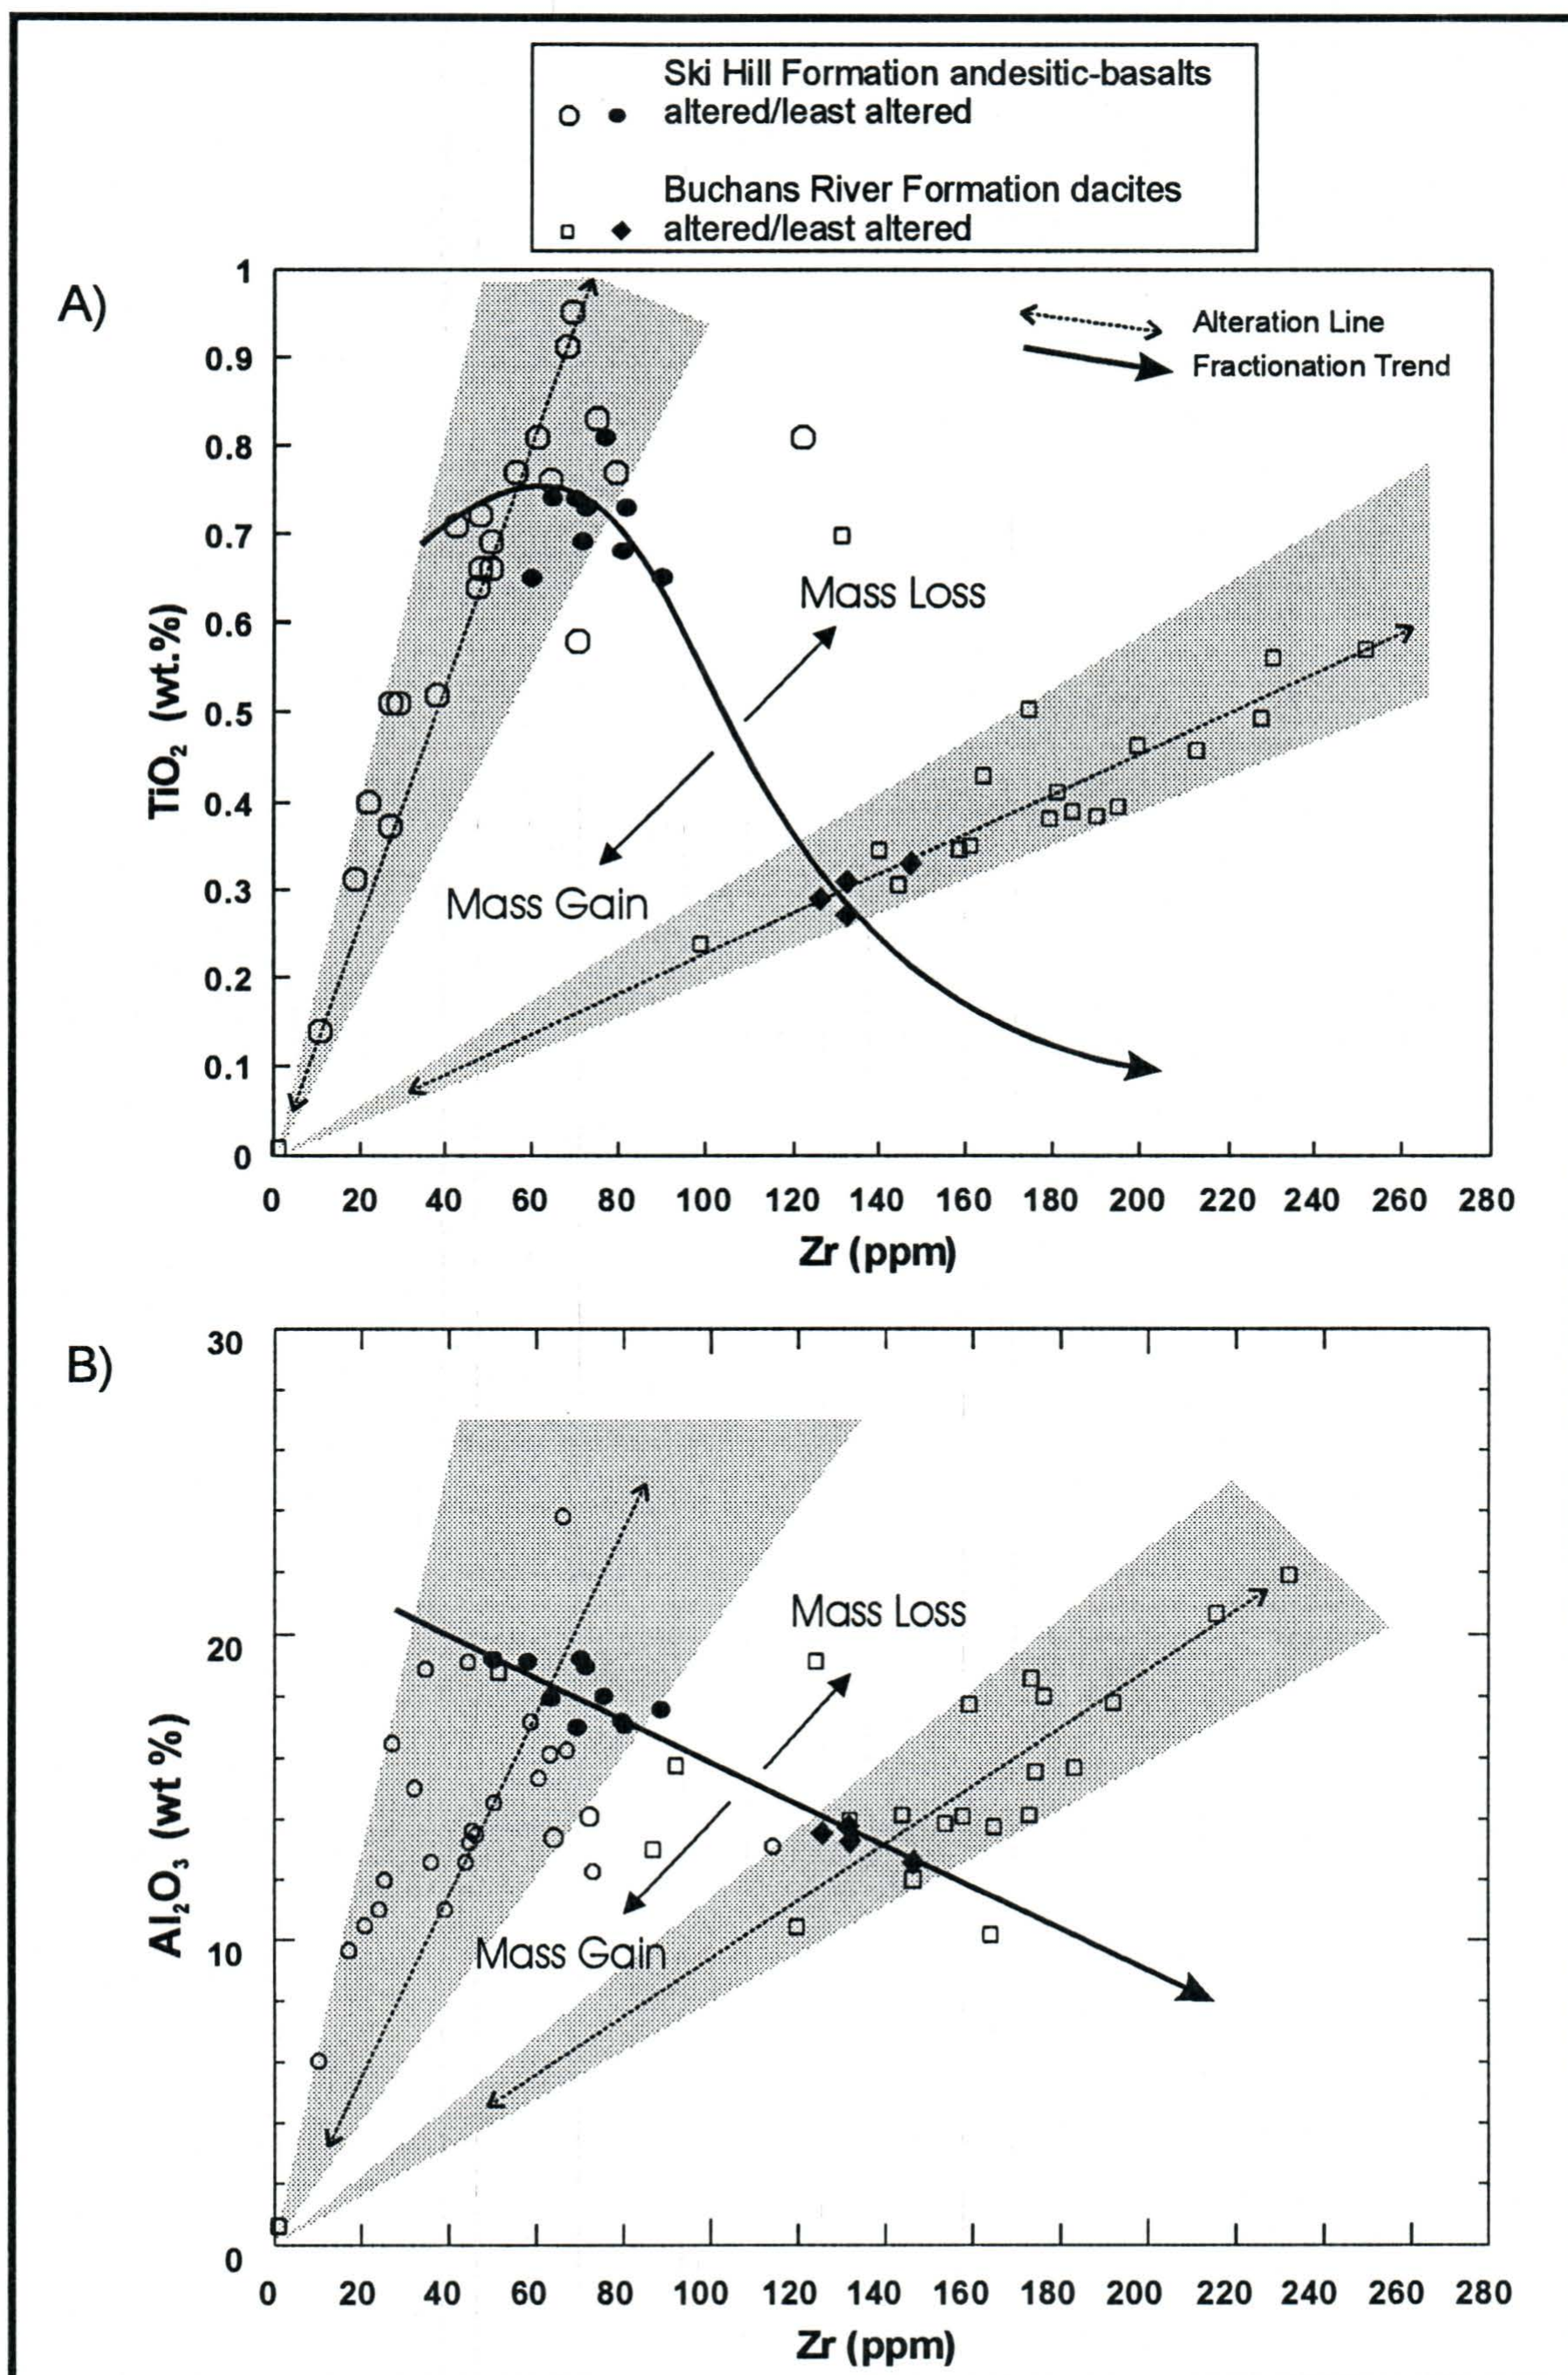 Ski Hill Formation andesitic-basalts
altered/least altered
Buchans River Formation dacites
altered/least altered
A)
Alteration Line
Fractionation Trend
Mass Loss
Mass Gain
1
0.9
0.8
0.7
0.6
0.5
0.4
0.3
0.2
0.1
0
TiO₂ (wt.%)
0 20 40 60 80 100 120 140 160 180 200 220 240 260 280
Zr (ppm)
B)
Mass Loss
Mass Gain
30
20
10
0
Al₂O₃ (wt %)
0 20 40 60 80 100 120 140 160 180 200 220 240 260 280
Zr (ppm)